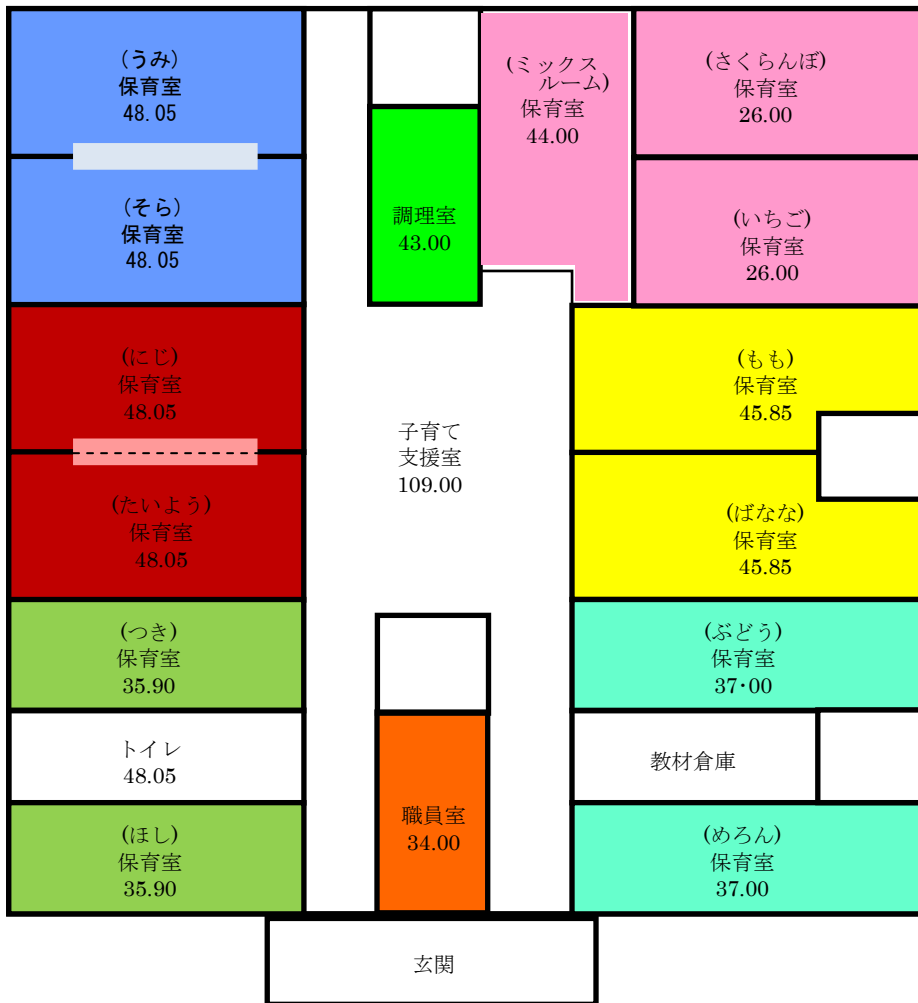 (うみ)
保育室
48.05
(そら)
保育室
48.05
(にじ)
保育室
48.05
(たいよう)
保育室
48.05
(つき)
保育室
35.90
トイレ
48.05
(ほし)
保育室
35.90
調理室
43.00
子育て
支援室
109.00
職員室
34.00
玄関
(ミックス
ルーム)
保育室
44.00
(さくらんぼ)
保育室
26.00
(いちご)
保育室
26.00
(もも)
保育室
45.85
(ばなな)
保育室
45.85
(ぶどう)
保育室
37・00
教材倉庫
(めろん)
保育室
37.00